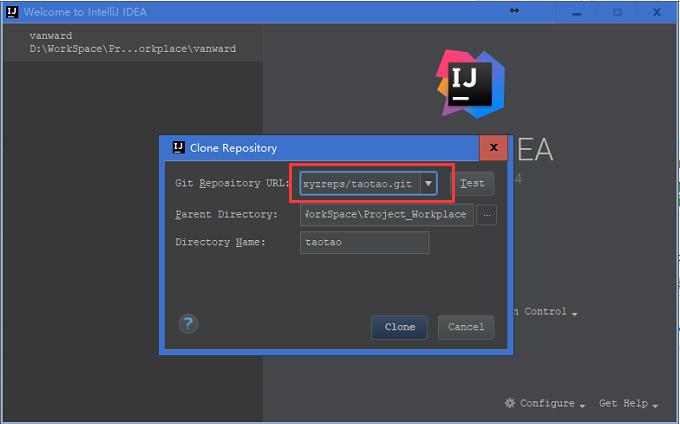 Welcome to IntelliJ IDEA
vanward
D:\WorkSpace\Pr...orkplace\vanward
IJ
EA
4
Clone Repository
Git Repository URL: xyzreps/taotao.git Test
Parent Directory: WorkSpace\Project_Workplace ...
Directory Name: taotao
n Control
? Clone Cancel
Configure Get Help